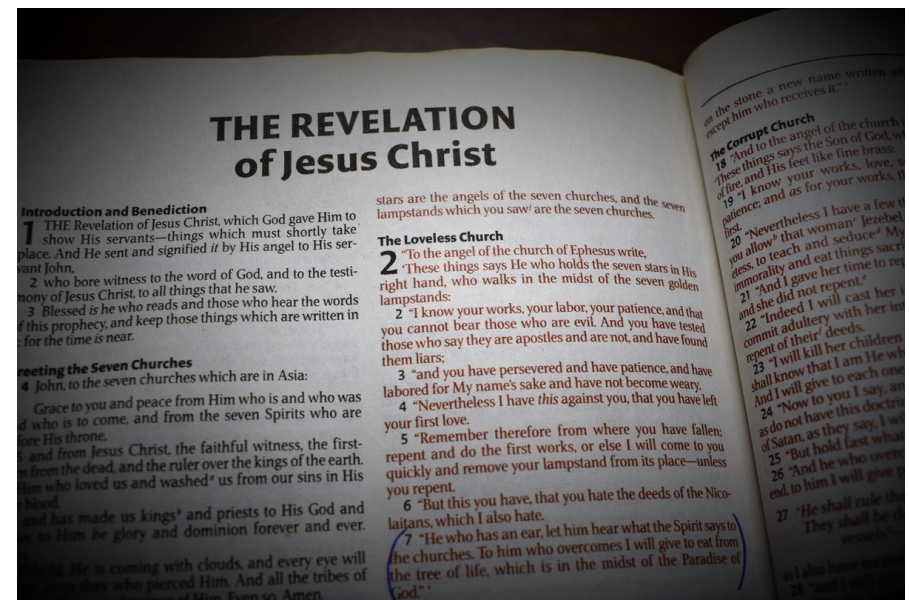 THE REVELATION
of Jesus Christ
Introduction and Benediction
1 THE Revelation of Jesus Christ, which God gave Him to
show His servants—things which must shortly take
place. And He sent and signified it by His angel to His ser-
vant John,
2 who bore witness to the word of God, and to the testi-
mony of Jesus Christ, to all things that he saw.
3 Blessed is he who reads and those who hear the words
of this prophecy, and keep those things which are written in
; for the time is near.
reeting the Seven Churches
4 John, to the seven churches which are in Asia:
Grace to you and peace from Him who is and who was
d who is to come, and from the seven Spirits who are
fore His throne,
5 and from Jesus Christ, the faithful witness, the first-
n from the dead, and the ruler over the kings of the earth.
Him who loved us and washedᵃ us from our sins in His
blood,
and has made us kingsᵇ and priests to His God and
to Him be glory and dominion forever and ever.
He is coming with clouds, and every eye will
they who pierced Him. And all the tribes of
of Him. Even so, Amen.
stars are the angels of the seven churches, and the seven
lampstands which you sawᶠ are the seven churches.
The Loveless Church
2 "To the angel of the church of Ephesus write,
'These things says He who holds the seven stars in His
right hand, who walks in the midst of the seven golden
lampstands:
2 "I know your works, your labor, your patience, and that
you cannot bear those who are evil. And you have tested
those who say they are apostles and are not, and have found
them liars;
3 "and you have persevered and have patience, and have
labored for My name's sake and have not become weary.
4 "Nevertheless I have this against you, that you have left
your first love.
5 "Remember therefore from where you have fallen;
repent and do the first works, or else I will come to you
quickly and remove your lampstand from its place—unless
you repent.
6 "But this you have, that you hate the deeds of the Nico-
laitans, which I also hate.
7 "He who has an ear, let him hear what the Spirit says to
the churches. To him who overcomes I will give to eat from
the tree of life, which is in the midst of the Paradise of
God."'
on the stone a new name written
except him who receives it."'
The Corrupt Church
18 "And to the angel of the church
'These things says the Son of God,
of fire, and His feet like fine brass:
19 "I know your works, love,
patience; and as for your works,
first.
20 "Nevertheless I have a few
you allowʰ that woman Jezebel,
ess, to teach and seduce My
immorality and eat things
21 "And I gave her time to
and she did not repent.
22 "Indeed I will cast her
commit adultery with her
repent of their deeds.
23 "I will kill her children
shall know that I am He
And I will give to each one
24 "Now to you I say,
as do not have this
of Satan, as they say, I
25 "But hold fast what
26 "And he who
end, to him I will give
27 'He shall rule
They shall be
vessels'
as I also have
28 "and I will